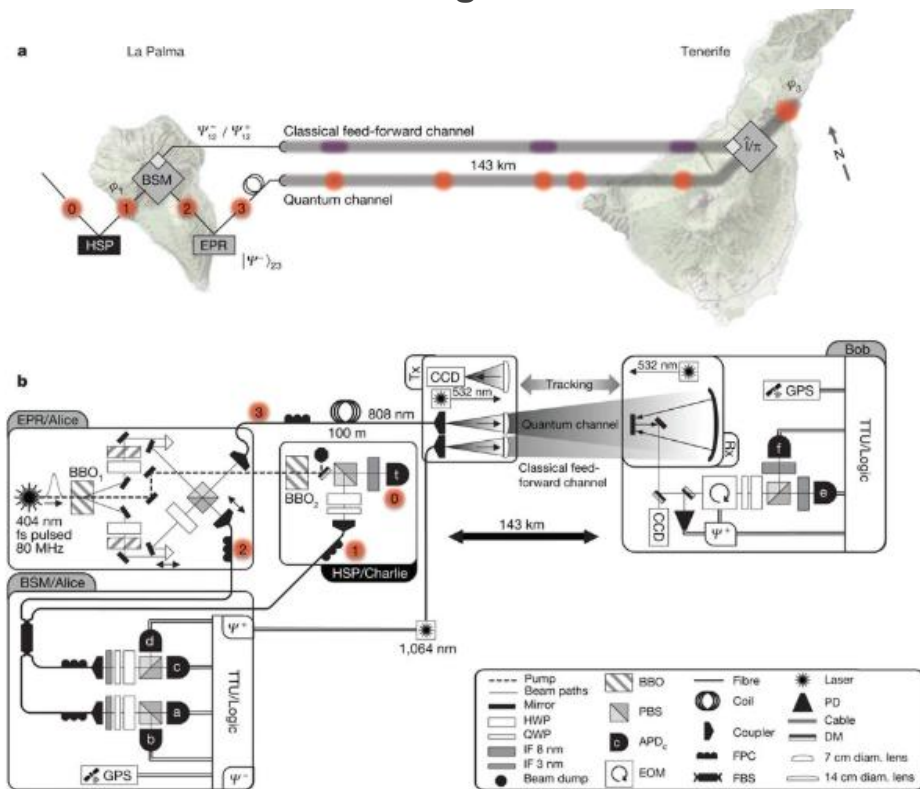 a
La Palma
Tenerife
Ψ⁻₁₂ / Ψ⁺₁₂
Classical feed-forward channel
φ₃
Î/π
N
143 km
BSM
φ₁
0
1
2
3
Quantum channel
HSP
EPR
|Ψ⁻⟩₂₃
b
Bob
Tx
CCD
532 nm
Tracking
532 nm
GPS
EPR/Alice
3
808 nm
100 m
Quantum channel
Rx
TTU/Logic
BBO₁
BBO₂
t
0
Classical feed-
forward channel
f
e
404 nm
fs pulsed
80 MHz
2
1
HSP/Charlie
143 km
CCD
Ψ⁺
BSM/Alice
Ψ⁺
1,064 nm
d
c
a
b
TTU/Logic
GPS
Ψ⁻
Pump
Beam paths
Mirror
HWP
QWP
IF 8 nm
IF 3 nm
Beam dump
BBO
PBS
c
APDc
EOM
Fibre
Coil
Coupler
FPC
FBS
Laser
PD
Cable
DM
7 cm diam. lens
14 cm diam. lens